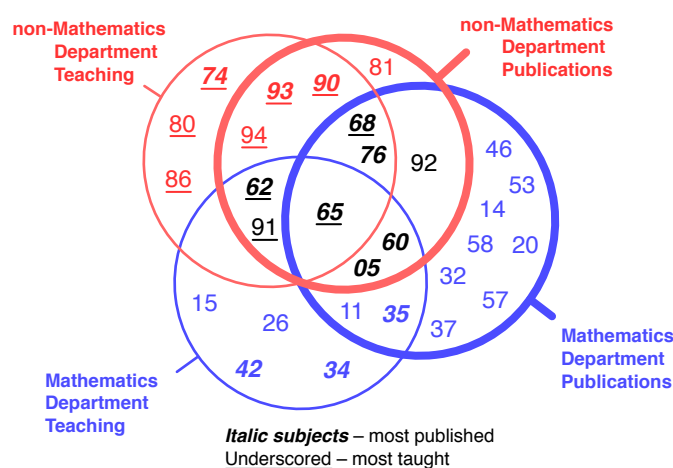 non-Mathematics
Department
Teaching
non-Mathematics
Department
Publications
74
93
90
81
80
68
94
76
92
46
86
62
53
14
65
91
60
58
20
05
32
15
11
35
57
26
37
42
34
Mathematics
Department
Publications
Mathematics
Department
Teaching
Italic subjects – most published
Underscored – most taught